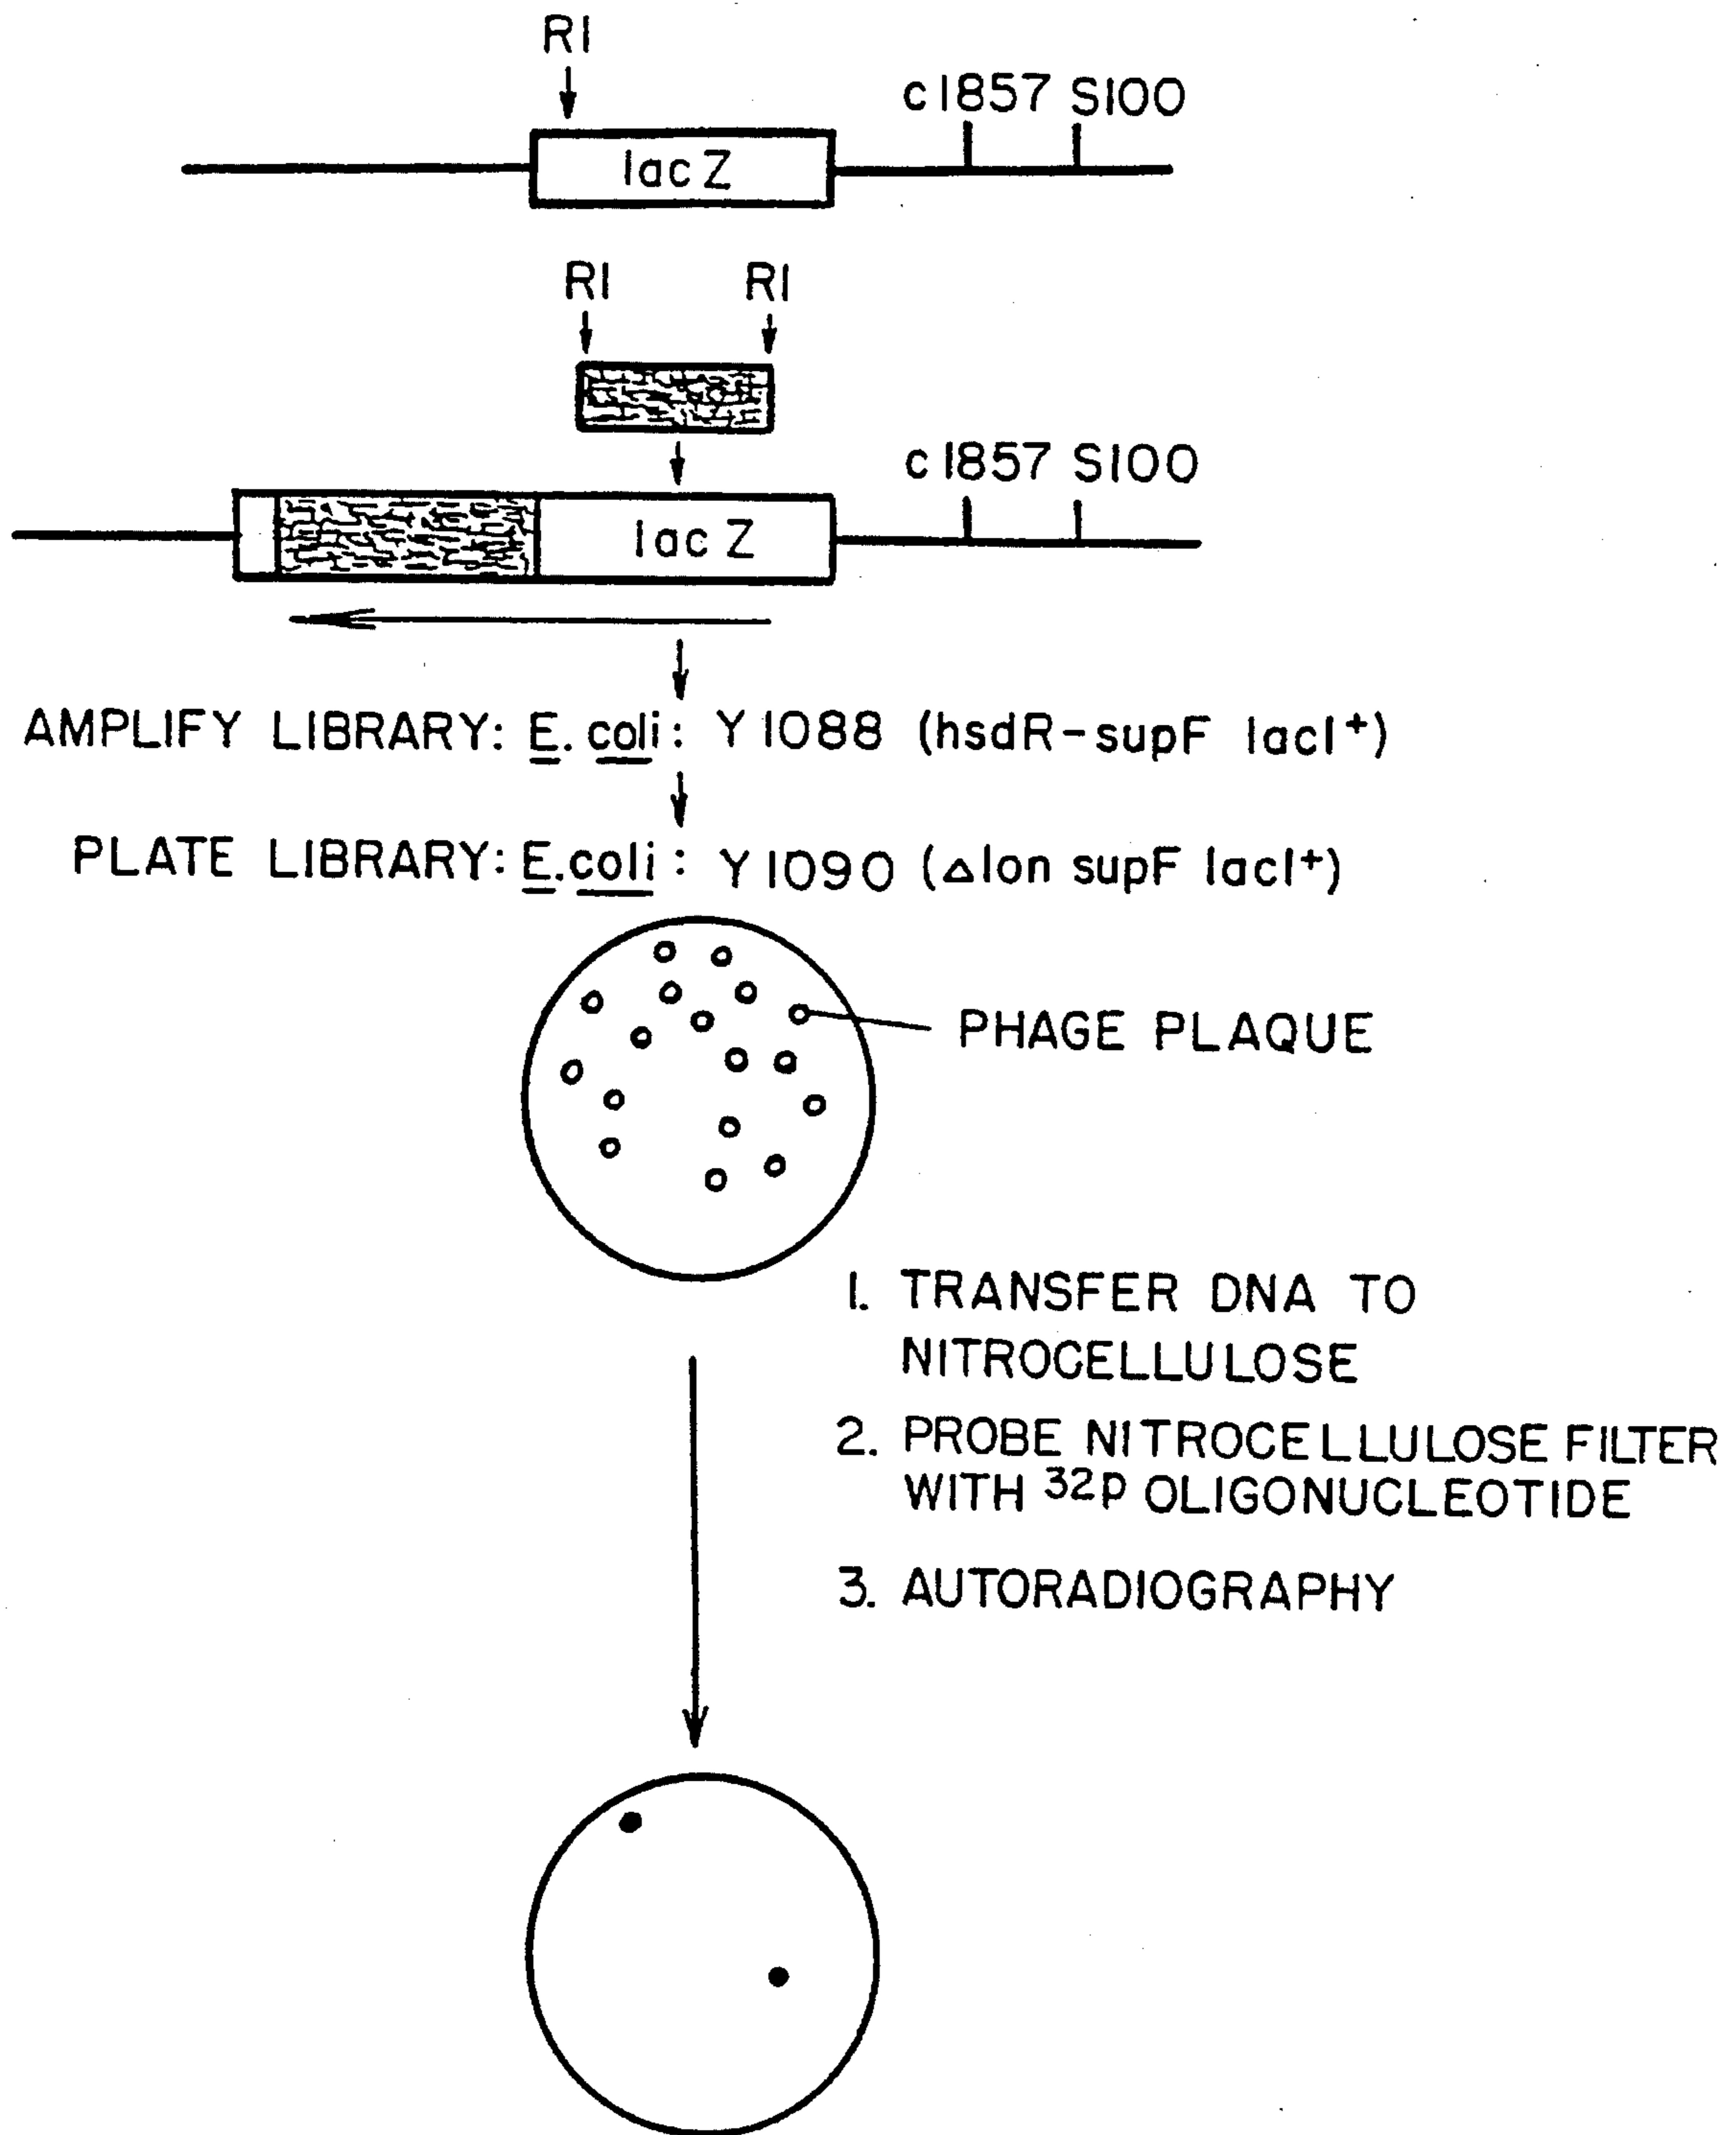 RI
c1857 S100
lac Z
RI RI
c1857 S100
lac Z
AMPLIFY LIBRARY: E. coli: Y1088 (hsdR-supF lacI+)
PLATE LIBRARY: E.coli: Y1090 (Δlon supF lacI+)
PHAGE PLAQUE
1. TRANSFER DNA TO
NITROCELLULOSE
2. PROBE NITROCELLULOSE FILTER
WITH 32P OLIGONUCLEOTIDE
3. AUTORADIOGRAPHY